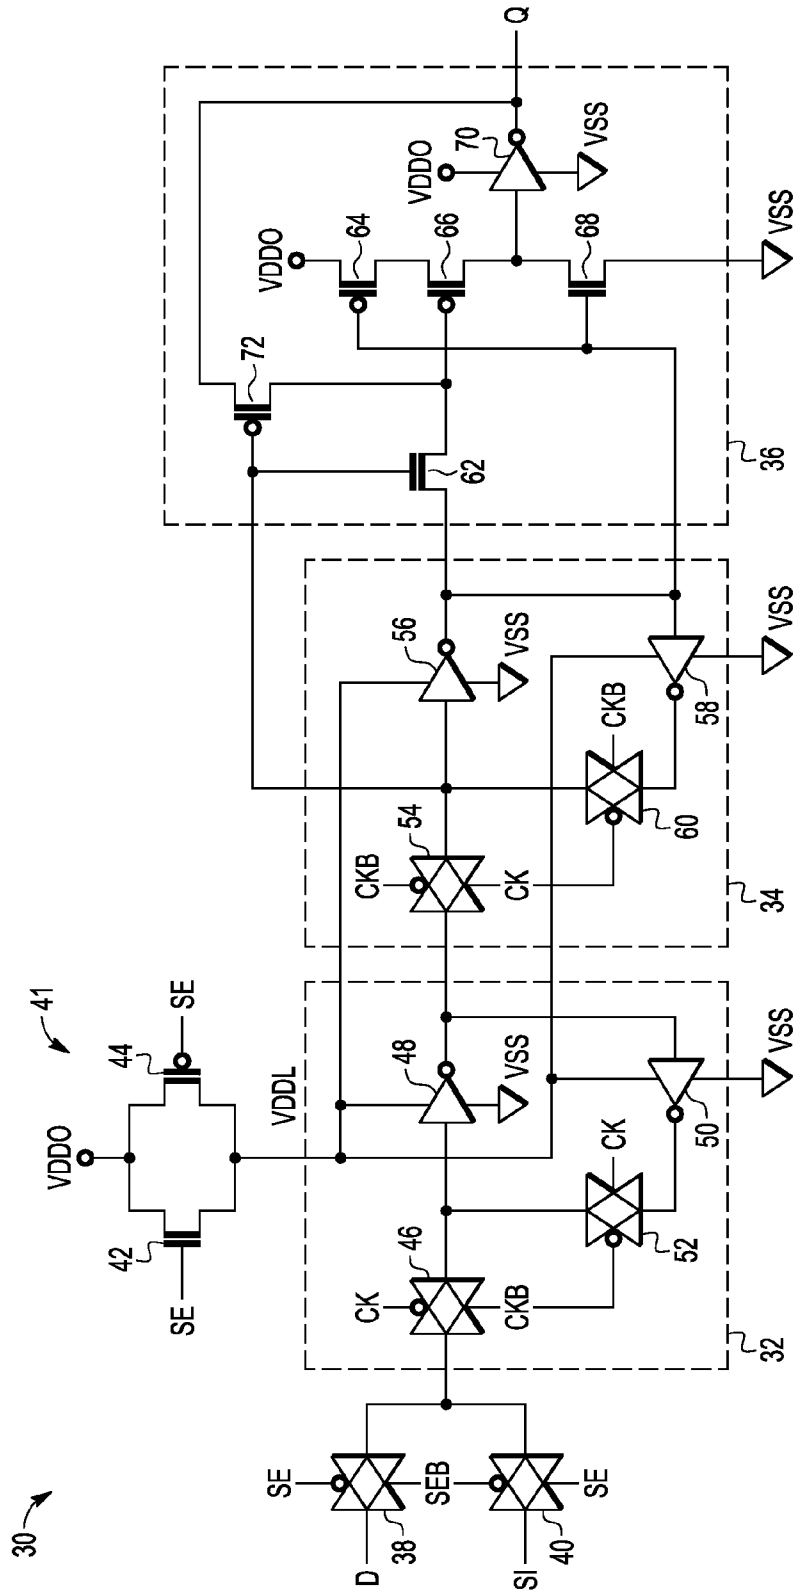 30
D
SE
38
SEB
SI
SE
40
41
VDDO
42
SE
44
SE
VDDL
CK
46
CKB
48
VSS
CK
52
50
VSS
32
CKB
54
CK
56
VSS
CKB
60
58
VSS
34
72
62
VDDO
64
66
68
VSS
VDDO
70
VSS
36
Q